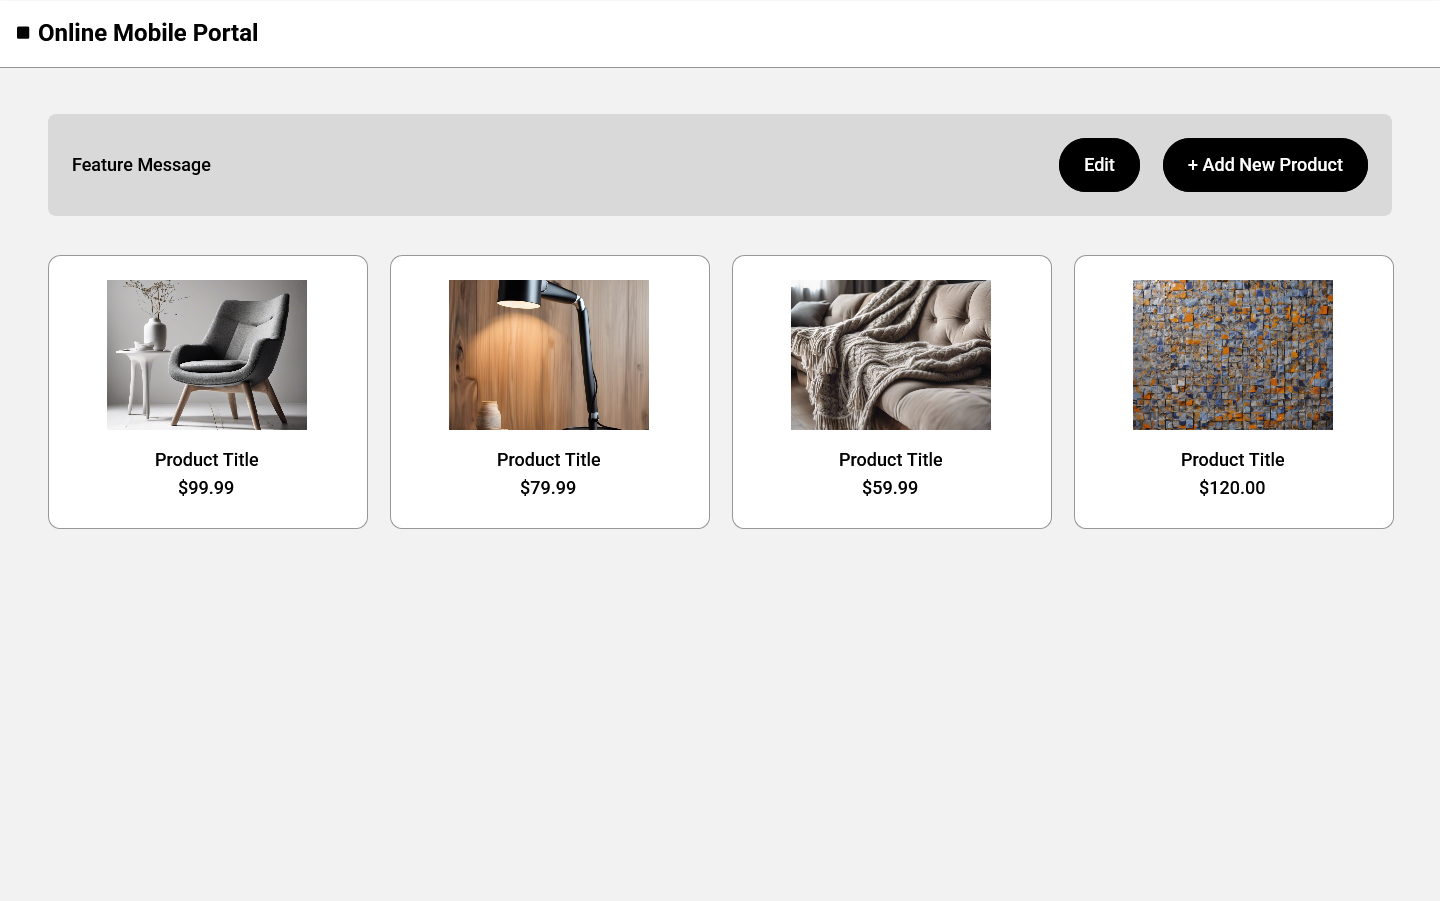 Online Mobile Portal
Feature Message
Edit
+ Add New Product
Product Title
$99.99
Product Title
$79.99
Product Title
$59.99
Product Title
$120.00